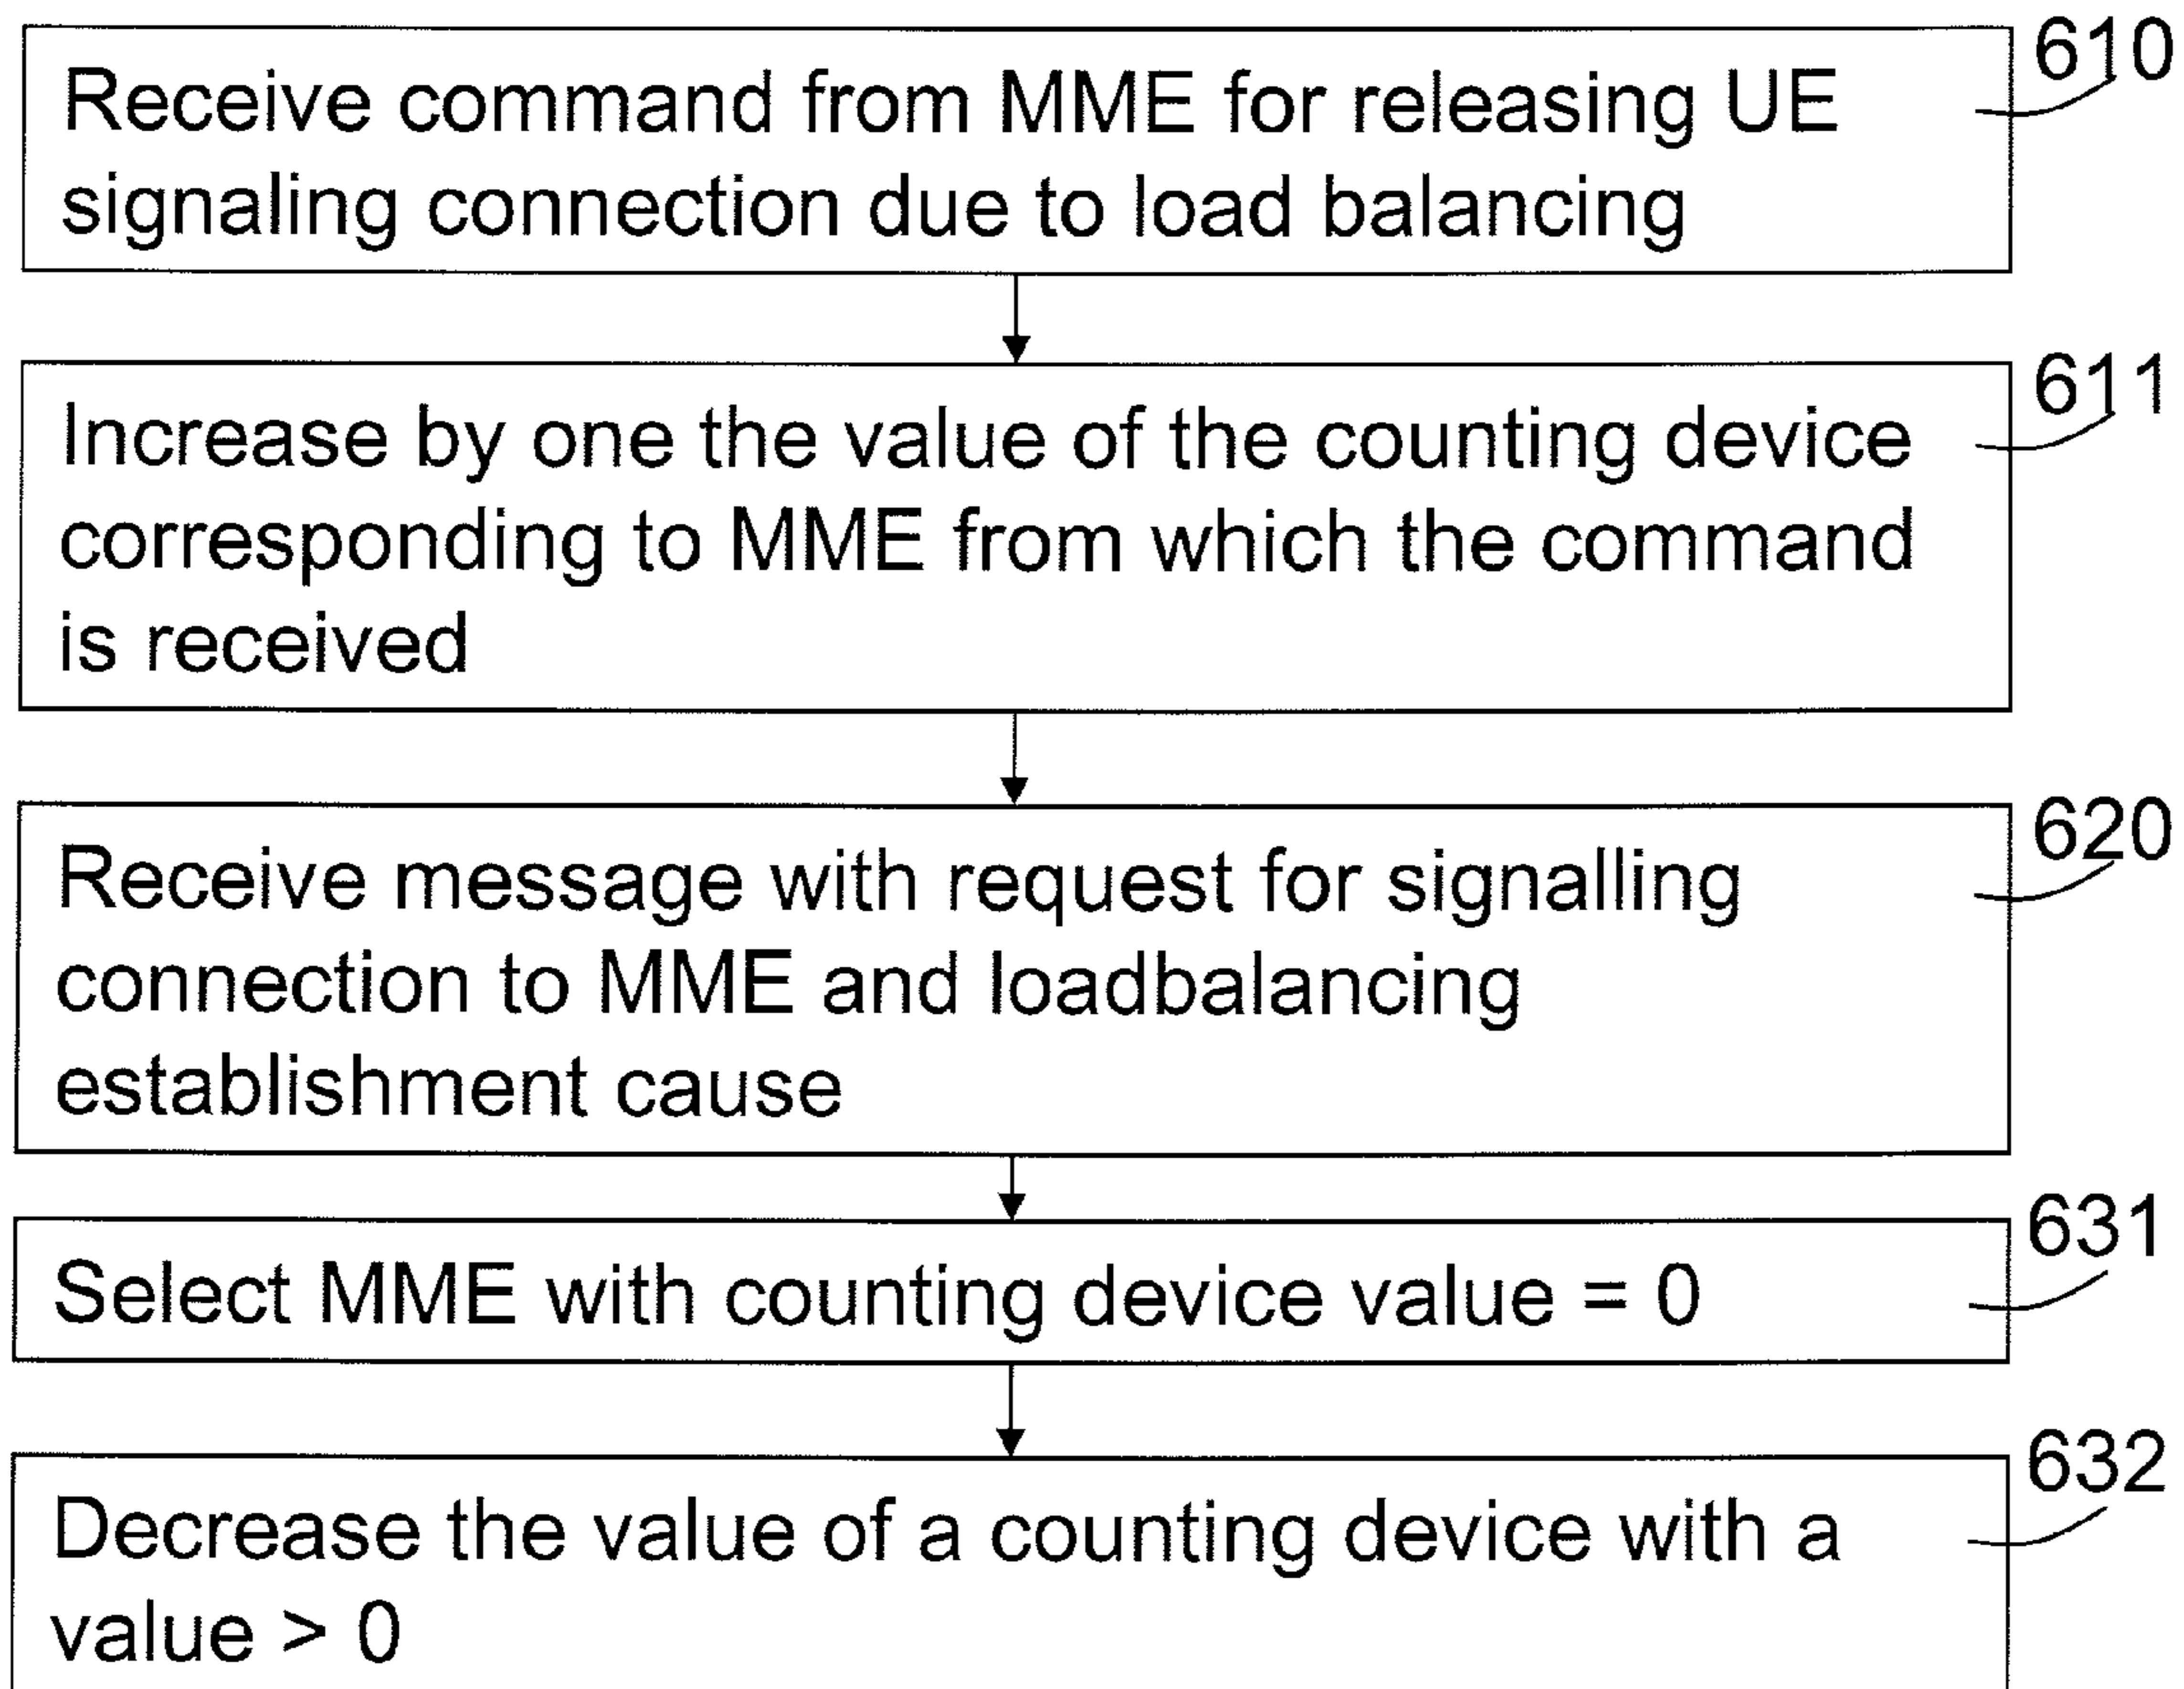 610
Receive command from MME for releasing UE
signaling connection due to load balancing
611
Increase by one the value of the counting device
corresponding to MME from which the command
is received
620
Receive message with request for signalling
connection to MME and loadbalancing
establishment cause
631
Select MME with counting device value = 0
632
Decrease the value of a counting device with a
value > 0